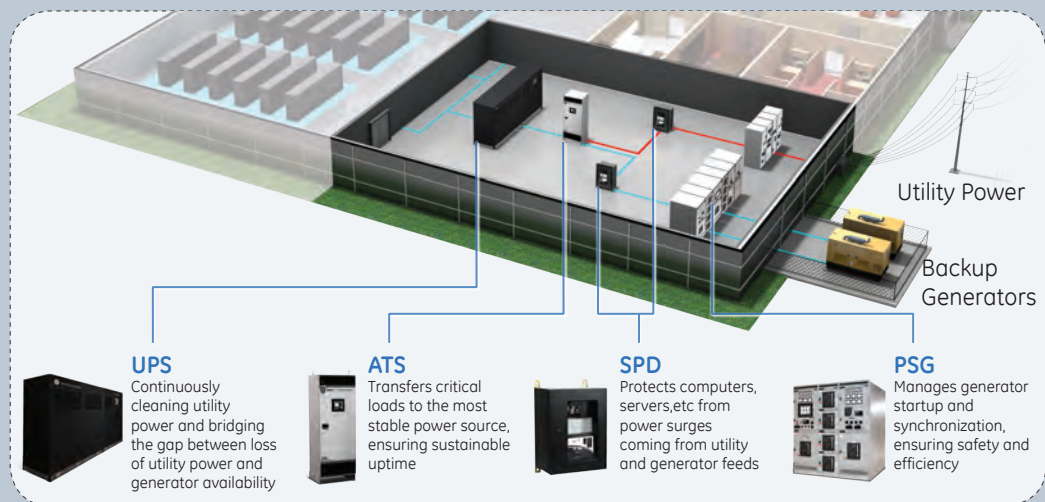 Utility Power
Backup
Generators
UPS
Continuously
cleaning utility
power and bridging
the gap between loss
of utility power and
generator availability
ATS
Transfers critical
loads to the most
stable power source,
ensuring sustainable
uptime
SPD
Protects computers,
servers,etc from
power surges
coming from utility
and generator feeds
PSG
Manages generator
startup and
synchronization,
ensuring safety and
efficiency